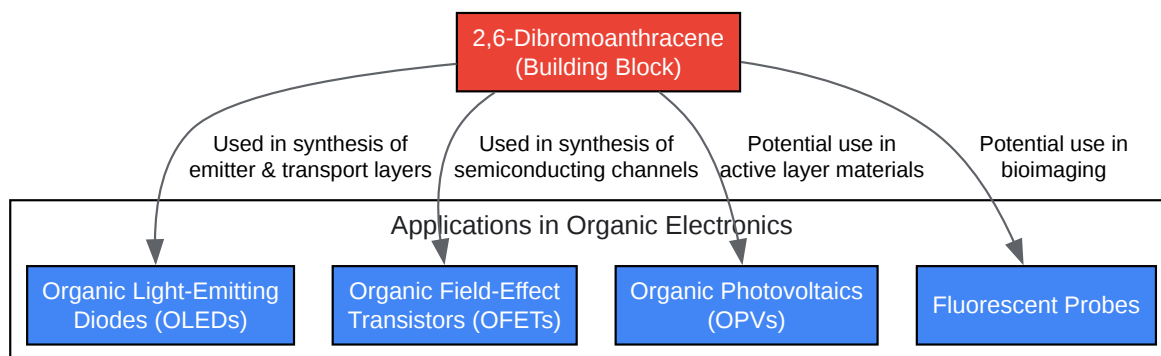 2,6-Dibromoanthracene
(Building Block)
Used in synthesis of
emitter & transport layers
Used in synthesis of
semiconducting channels
Potential use in
active layer materials
Potential use in
bioimaging
Applications in Organic Electronics
Organic Light-Emitting
Diodes (OLEDs)
Organic Field-Effect
Transistors (OFETs)
Organic Photovoltaics
(OPVs)
Fluorescent Probes